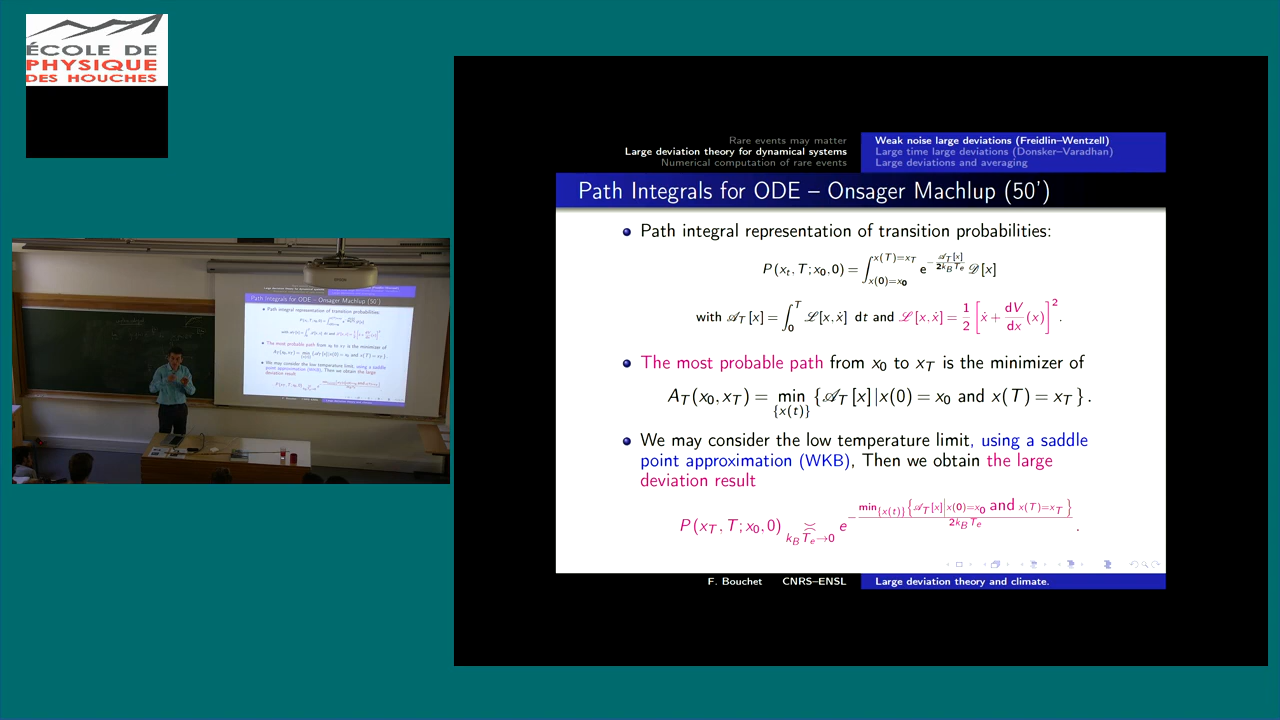 ÉCOLE DE
PHYSIQUE
DES HOUCHES
Rare events may matter
Large deviation theory for dynamical systems
Numerical computation of rare events
Weak noise large deviations (Freidlin–Wentzell)
Large time large deviations (Donsker–Varadhan)
Large deviations and averaging
Path Integrals for ODE – Onsager Machlup (50')
Path integral representation of transition probabilities:
P(x_t, T; x_0, 0) = ∫_{x(0)=x_0}^{x(T)=x_T} e^{-\frac{𝒜_T[x]}{2k_B T_e}} 𝒟[x]
with 𝒜_T[x] = ∫_0^T ℒ[x, ẋ] dt and ℒ[x, ẋ] = \frac{1}{2} [ẋ + \frac{dV}{dx}(x)]^2.
The most probable path from x_0 to x_T is the minimizer of
A_T(x_0, x_T) = min_{\{x(t)\}} {𝒜_T[x] | x(0) = x_0 and x(T) = x_T}.
We may consider the low temperature limit, using a saddle
point approximation (WKB), Then we obtain the large
deviation result
P(x_T, T; x_0, 0) ≍_{k_B T_e→0} e^{-\frac{min_{\{x(t)\}} {𝒜_T[x] | x(0)=x_0 and x(T)=x_T}}{2k_B T_e}}.
F. Bouchet CNRS–ENSL
Large deviation theory and climate.